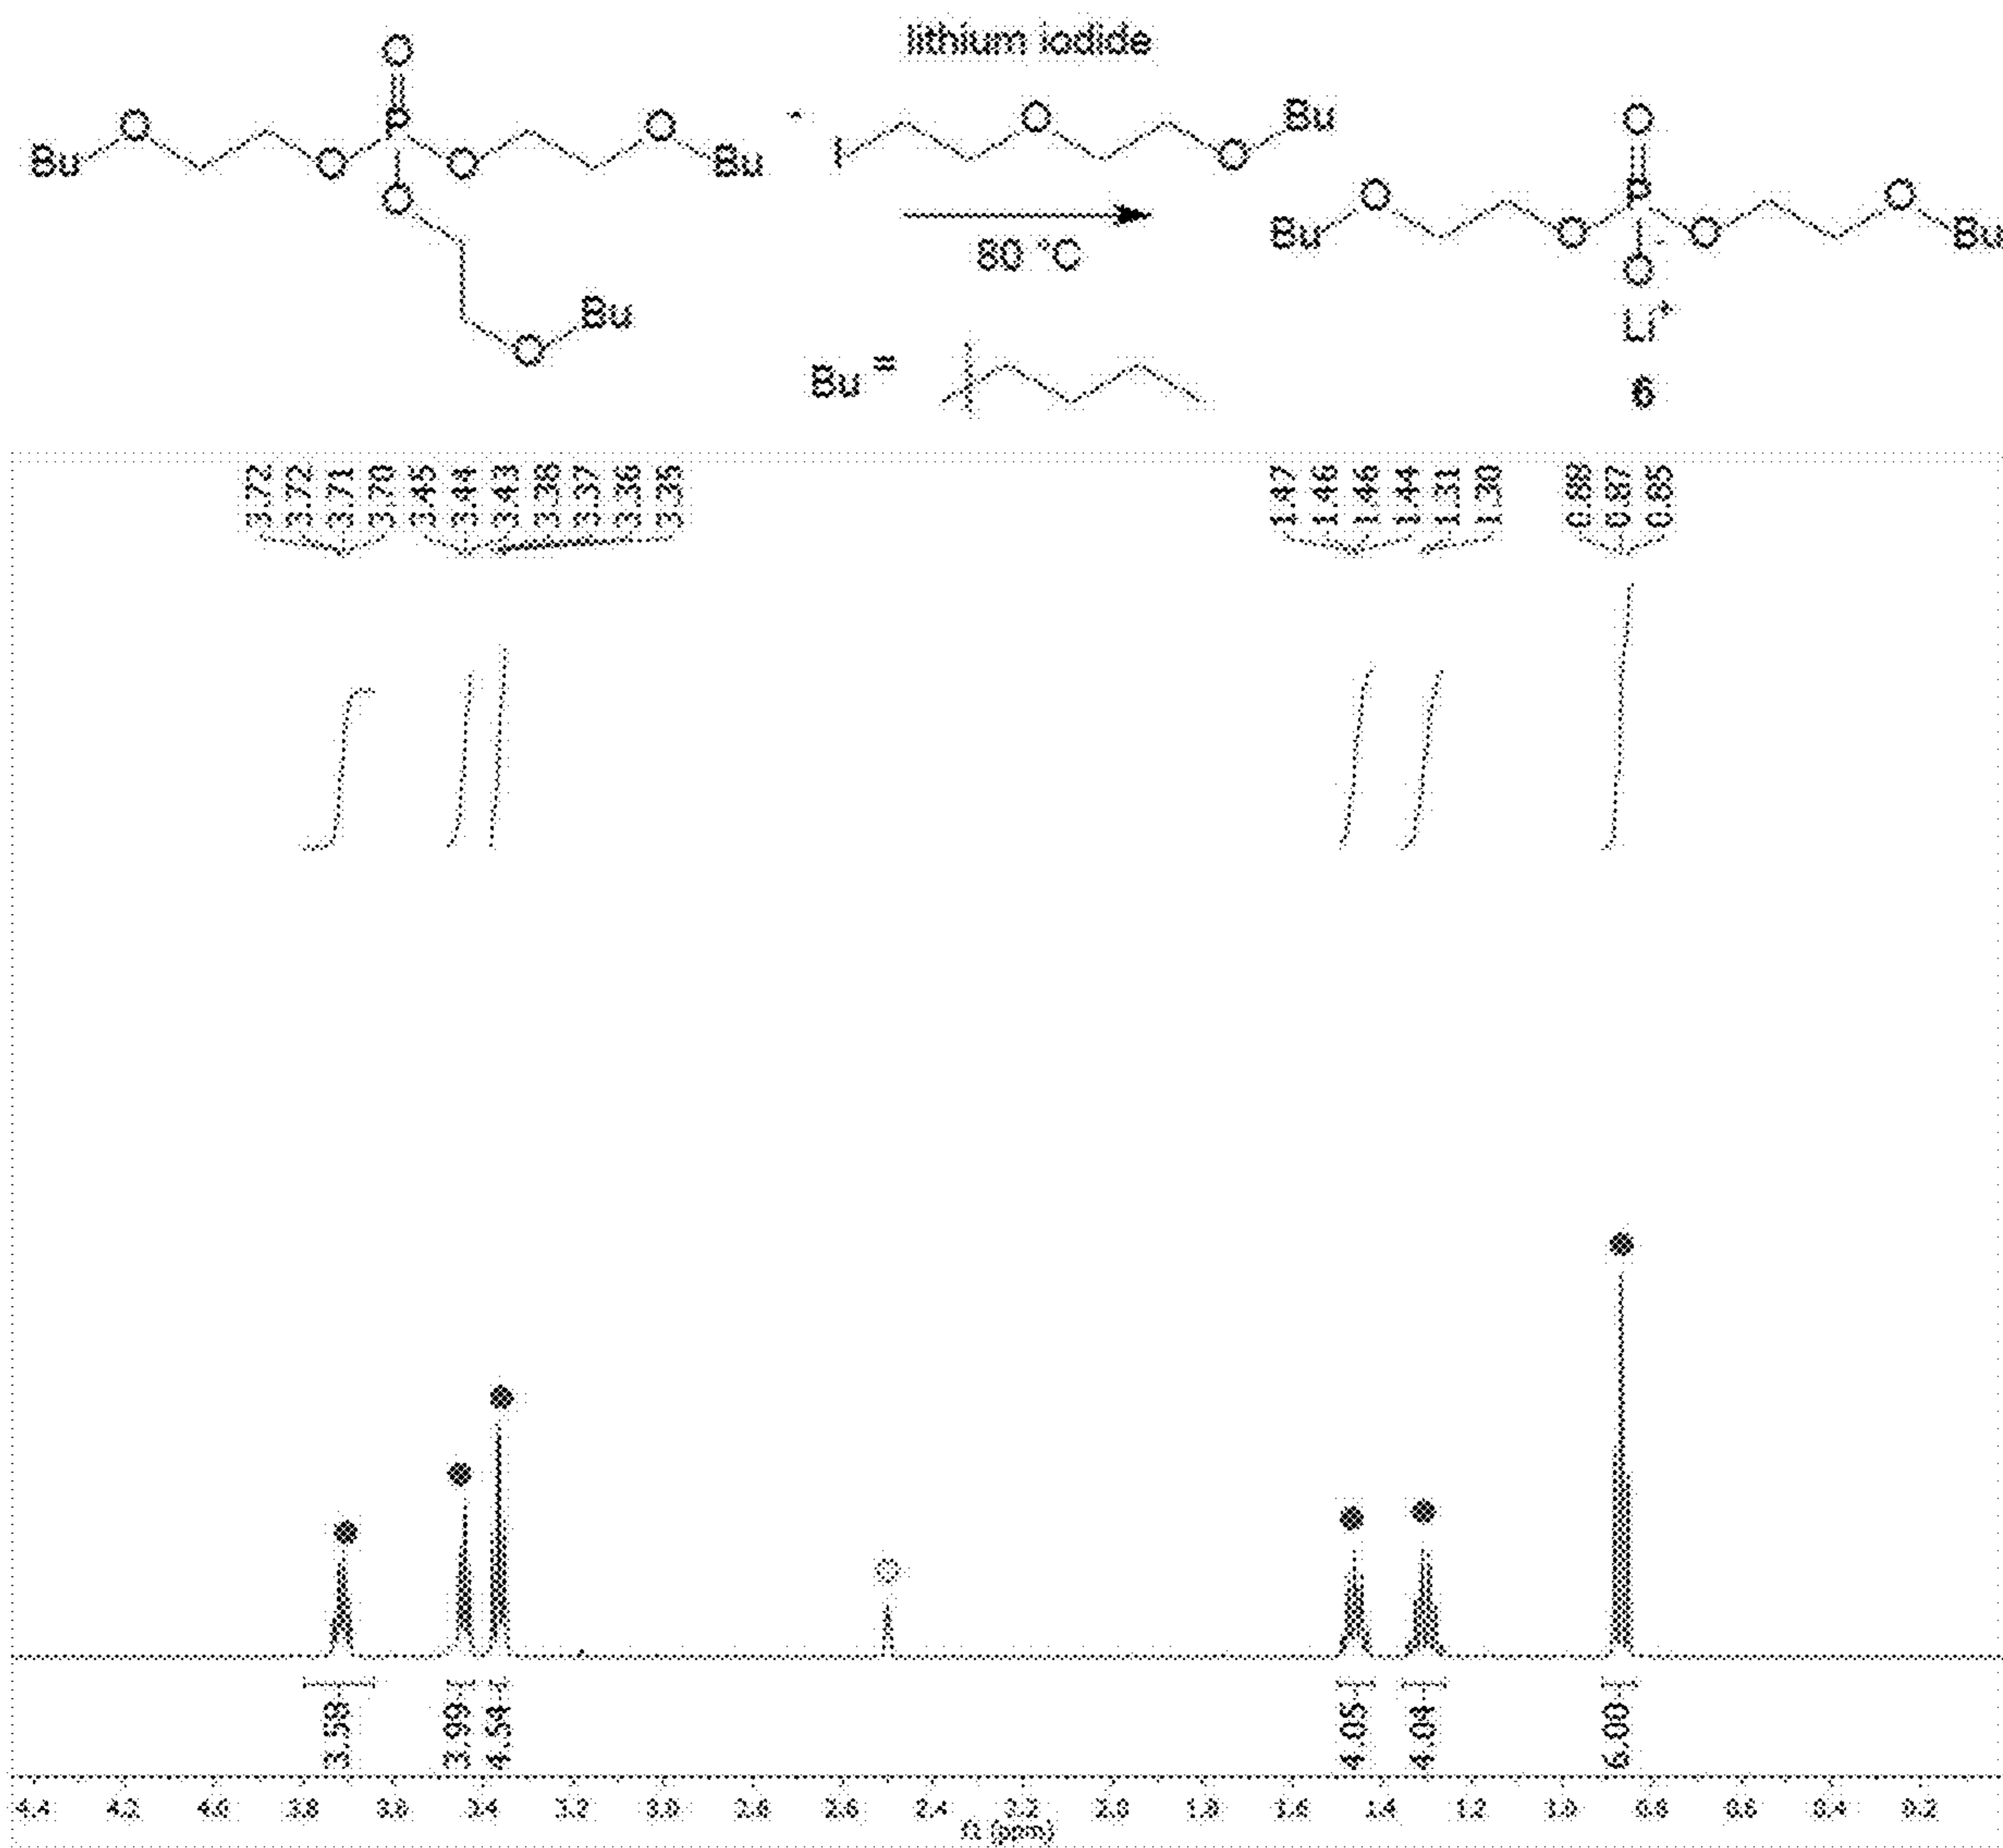 lithium iodide
O
Bu O O P O O Bu
O
O Bu
I O O Bu
80 °C
Bu =
O
Bu O O P O O Bu
O-
Li+
6
3.72 3.72 3.71 3.70 3.45 3.44 3.43 3.38 3.37 3.36 3.35 1.47 1.46 1.46 1.44 1.31 1.30 0.88 0.87 0.85
3.58 3.99 4.54 4.05 4.04 6.00
4.4 4.2 4.0 3.8 3.6 3.4 3.2 3.0 2.8 2.6 2.4 2.2 2.0 1.8 1.6 1.4 1.2 1.0 0.8 0.6 0.4 0.2
(ppm)